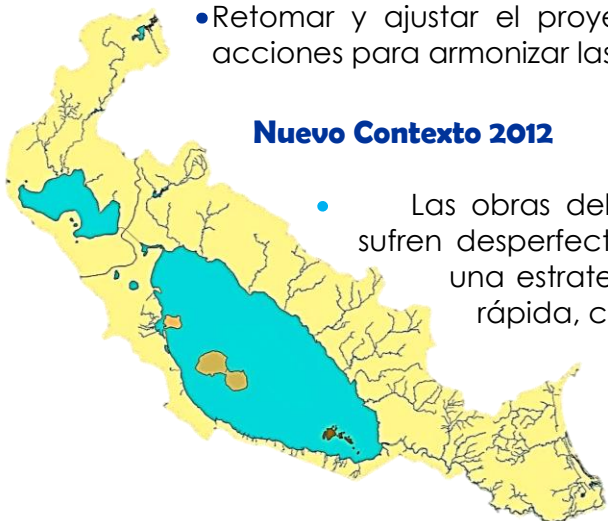 •Retomar y ajustar el proye
acciones para armonizar las
Nuevo Contexto 2012
• Las obras del
sufren desperfect
una estrate
rápida, c